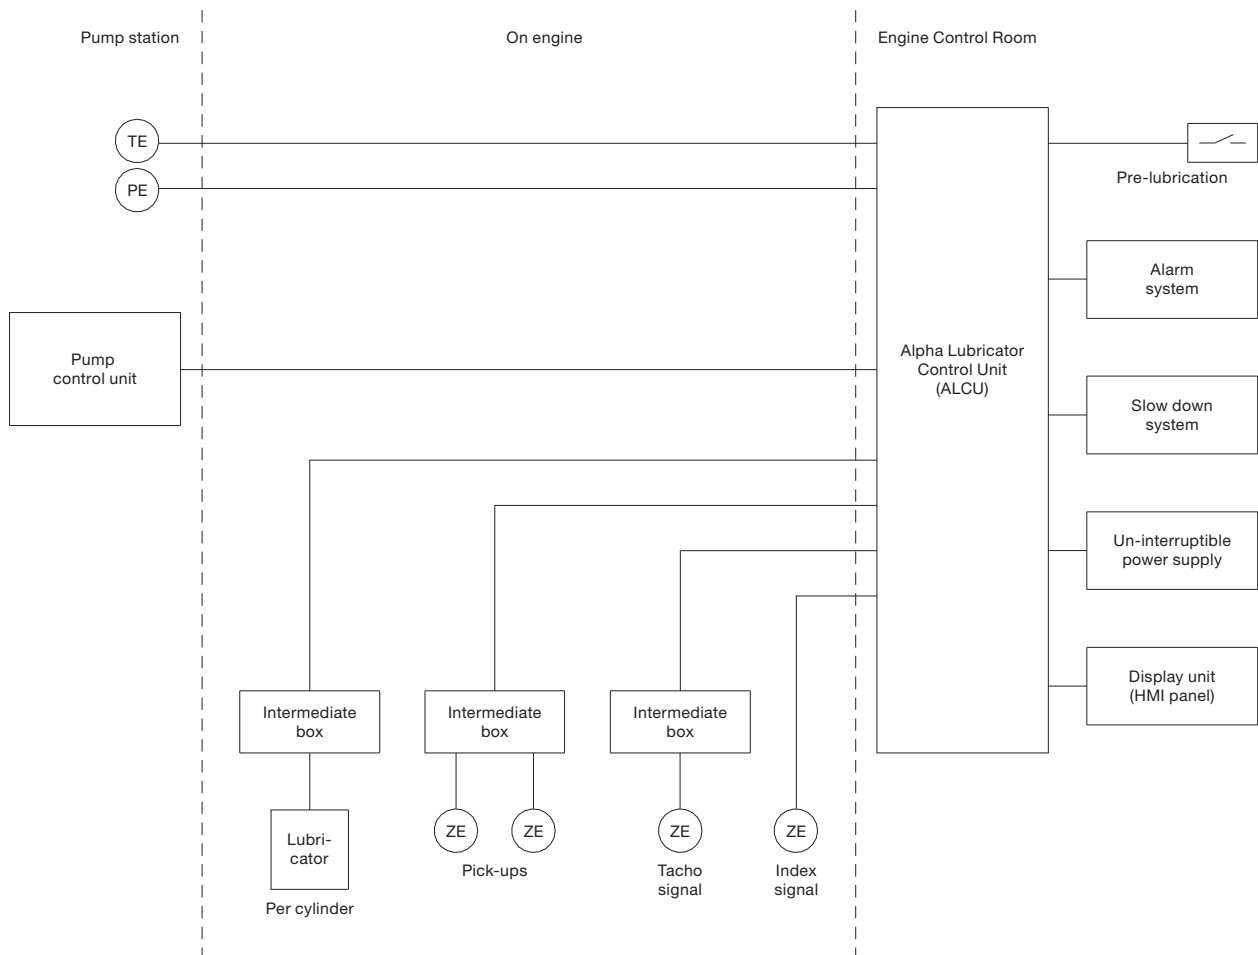 Pump station
On engine
Engine Control Room
TE
PE
Pre-lubrication
Alarm
system
Pump
control unit
Alpha Lubricator
Control Unit
(ALCU)
Slow down
system
Un-interruptible
power supply
Display unit
(HMI panel)
Intermediate
box
Intermediate
box
Intermediate
box
Lubri-
cator
Per cylinder
ZE
ZE
Pick-ups
ZE
Tacho
signal
ZE
Index
signal